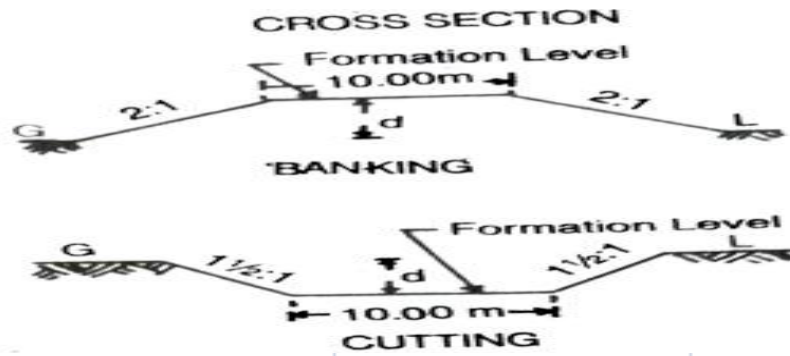 CROSS SECTION
Formation Level
10.00m
2:1
2:1
G
d
L
BANKING
Formation Level
G
L
1½:1
d
1½:1
10.00 m
CUTTING